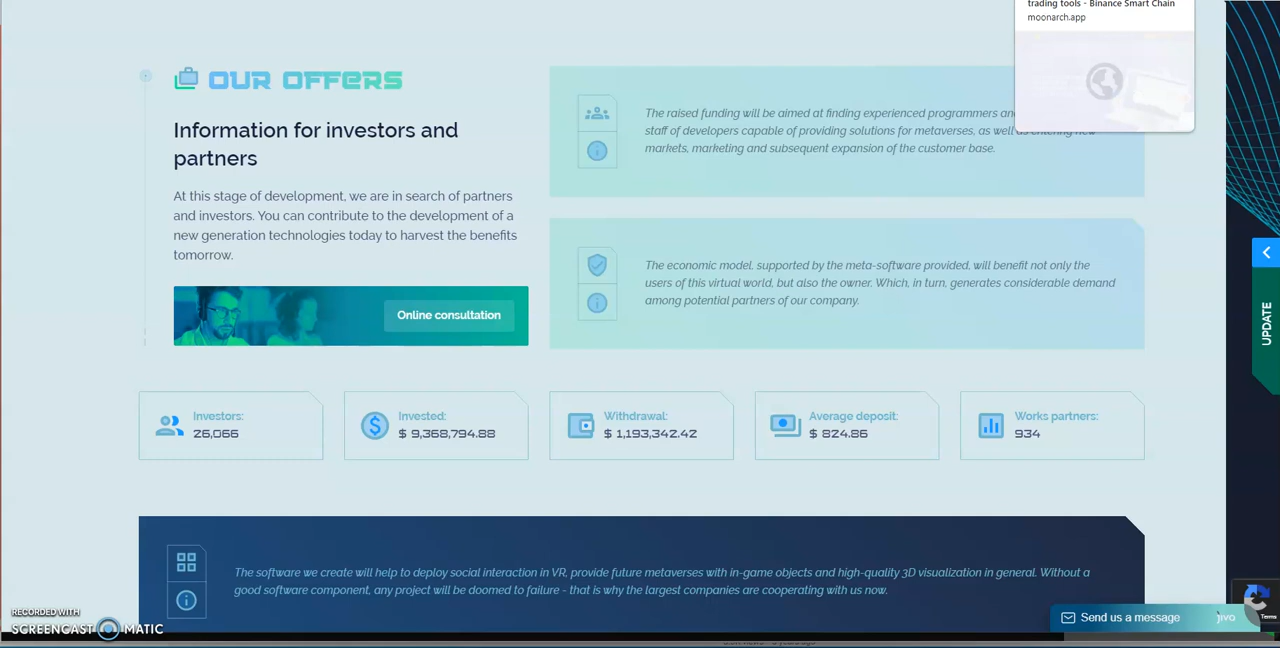 trading tools - Binance Smart Chain
moonarch.app
OUR OFFERS
Information for investors and
partners
At this stage of development, we are in search of partners
and investors. You can contribute to the development of a
new generation technologies today to harvest the benefits
tomorrow.
Online consultation
The raised funding will be aimed at finding experienced programmers and
staff of developers capable of providing solutions for metaverses, as well as entering new
markets, marketing and subsequent expansion of the customer base.
The economic model, supported by the meta-software provided, will benefit not only the
users of this virtual world, but also the owner. Which, in turn, generates considerable demand
among potential partners of our company.
UPDATE
Investors:
26,066
Invested:
$ 9,368,794.88
Withdrawal:
$ 1,193,342.42
Average deposit:
$ 824.86
Works partners:
934
The software we create will help to deploy social interaction in VR, provide future metaverses with in-game objects and high-quality 3D visualization in general. Without a
good software component, any project will be doomed to failure - that is why the largest companies are cooperating with us now.
RECORDED WITH
SCREENCAST MATIC
Send us a message
jivo
Terms